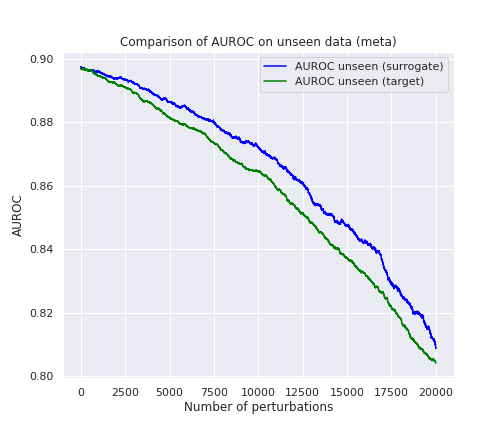 Comparison of AUROC on unseen data (meta)
AUROC unseen (surrogate)
AUROC unseen (target)
AUROC
0.90
0.88
0.86
0.84
0.82
0.80
0 2500 5000 7500 10000 12500 15000 17500 20000
Number of perturbations